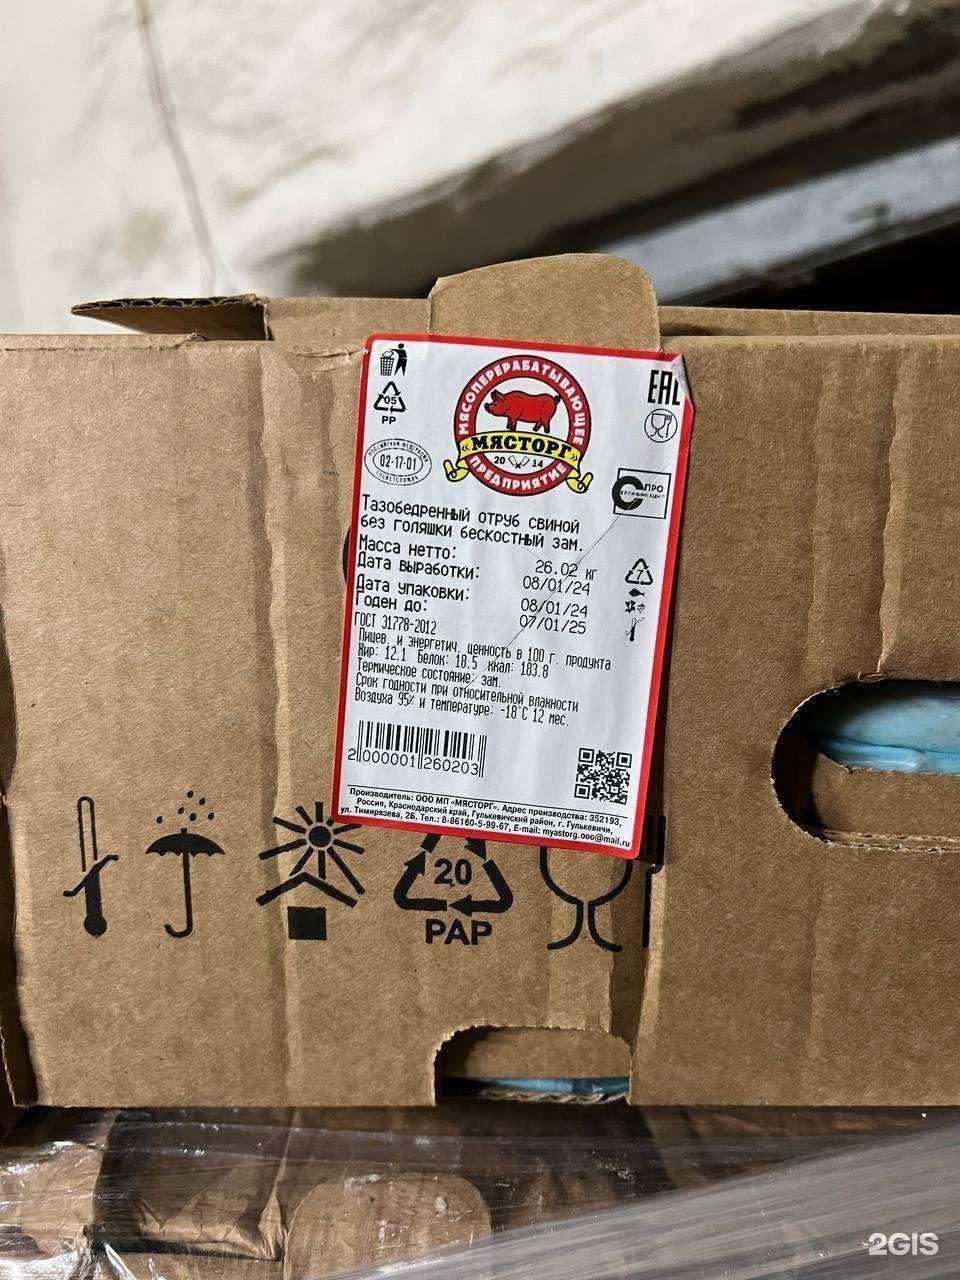 05
PP
МЯСОПЕРЕРАБАТЫВАЮЩЕЕ
«МЯСТОРГ»
20 14
ПРЕДПРИЯТИЕ
EAC
РОССИЙСКАЯ ФЕДЕРАЦИЯ
02-17-01
ГОСВЕТСЛУЖБА
ПРО
Тазобедренный отруб свиной
без голяшки бескостный зам.
Масса нетто: 26.02 кг
Дата выработки: 08/01/24
Дата упаковки: 08/01/24
Годен до: 07/01/25
ГОСТ 31778-2012
Пищев. и энергетич. ценность в 100 г. продукта
Жир: 12.1 Белок: 18.5 ккал: 183.8
Термическое состояние: зам.
Срок годности при относительной влажности
Воздуха 95% и температуре: -18°C 12 мес.
7
2 000001 260203
Производитель: ООО МП «МЯСТОРГ». Адрес производства: 352193,
Россия, Краснодарский край, Гулькевичский район, г. Гулькевичи,
ул. Тимирязева, 2Б. Тел.: 8-86160-5-99-67, E-mail: myastorg.ooo@mail.ru
20
PAP
2GIS